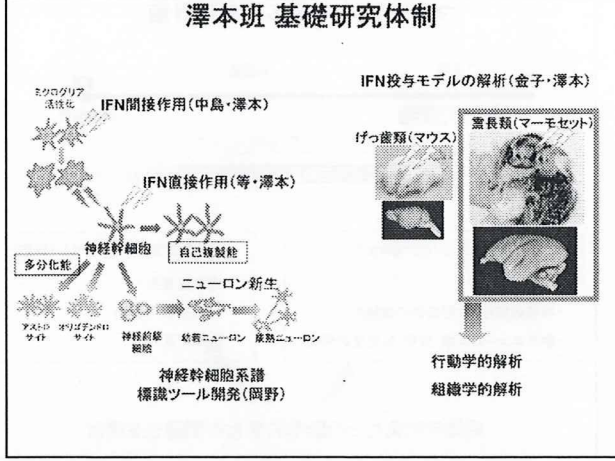 澤本班 基礎研究体制
ミクログリア
活性化
IFN間接作用(中島・澤本)
IFN直接作用(等・澤本)
神経幹細胞
自己複製能
多分化能
ニューロン新生
アストロ
サイト
オリゴデンドロ
サイト
神経前駆
細胞
幼若ニューロン
成熟ニューロン
神経幹細胞系譜
標識ツール開発(岡野)
IFN投与モデルの解析(金子・澤本)
げっ歯類(マウス)
霊長類(マーモセット)
行動学的解析
組織学的解析